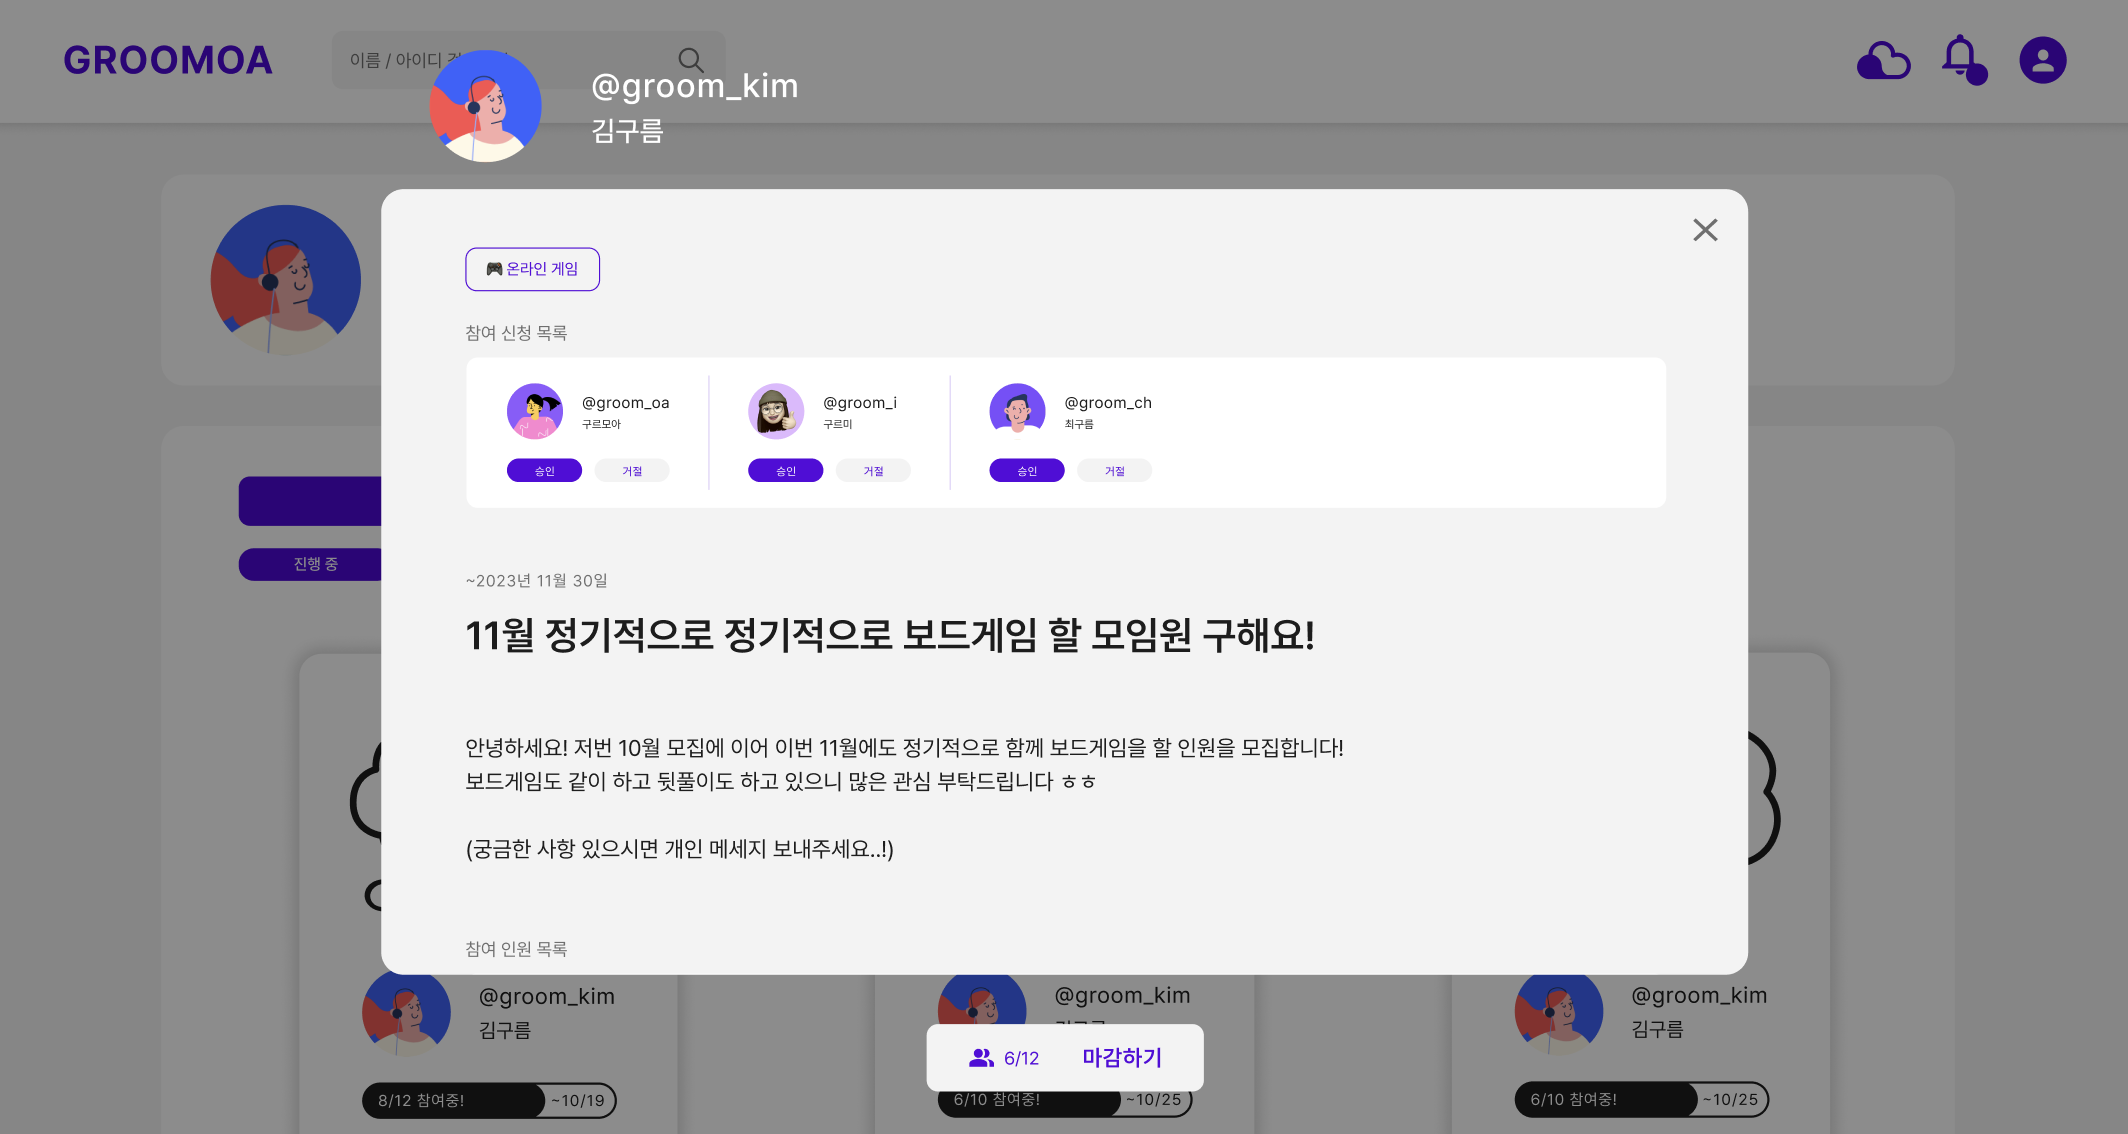 GROOMOA
이름 / 아이디
@groom_kim
김구름
🎮 온라인 게임
참여 신청 목록
@groom_oa
구르모아
승인 거절
@groom_i
구르미
승인 거절
@groom_ch
최구름
승인 거절
진행 중
~2023년 11월 30일
11월 정기적으로 정기적으로 보드게임 할 모임원 구해요!
안녕하세요! 저번 10월 모집에 이어 이번 11월에도 정기적으로 함께 보드게임을 할 인원을 모집합니다!
보드게임도 같이 하고 뒷풀이도 하고 있으니 많은 관심 부탁드립니다 ㅎㅎ
(궁금한 사항 있으시면 개인 메세지 보내주세요..!)
참여 인원 목록
@groom_kim
김구름
8/12 참여중! ~10/19
@groom_kim
6/12 마감하기
6/10 참여중! ~10/25
@groom_kim
김구름
6/10 참여중! ~10/25